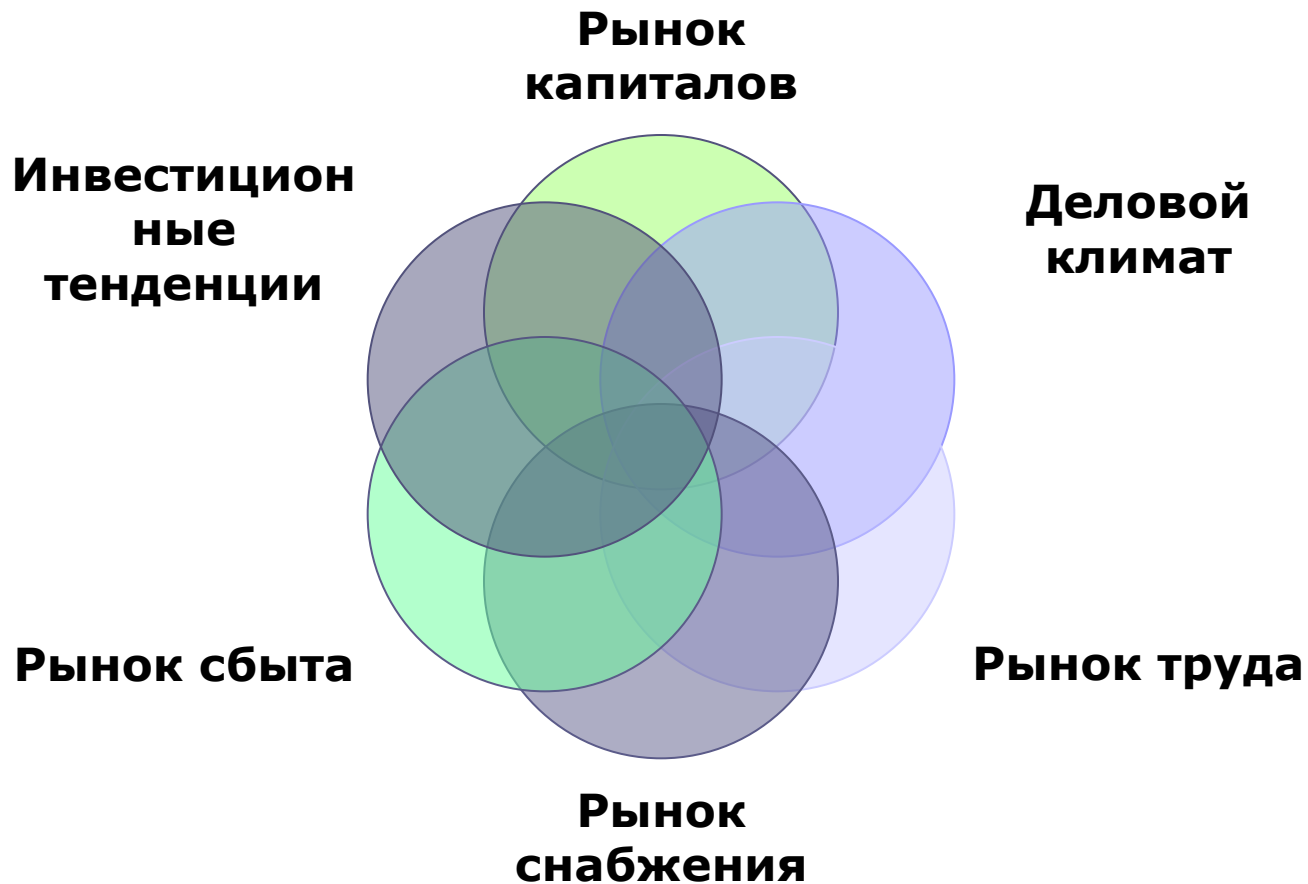 Рынок
капиталов
Инвестицион
ные
тенденции
Деловой
климат
Рынок сбыта
Рынок труда
Рынок
снабжения